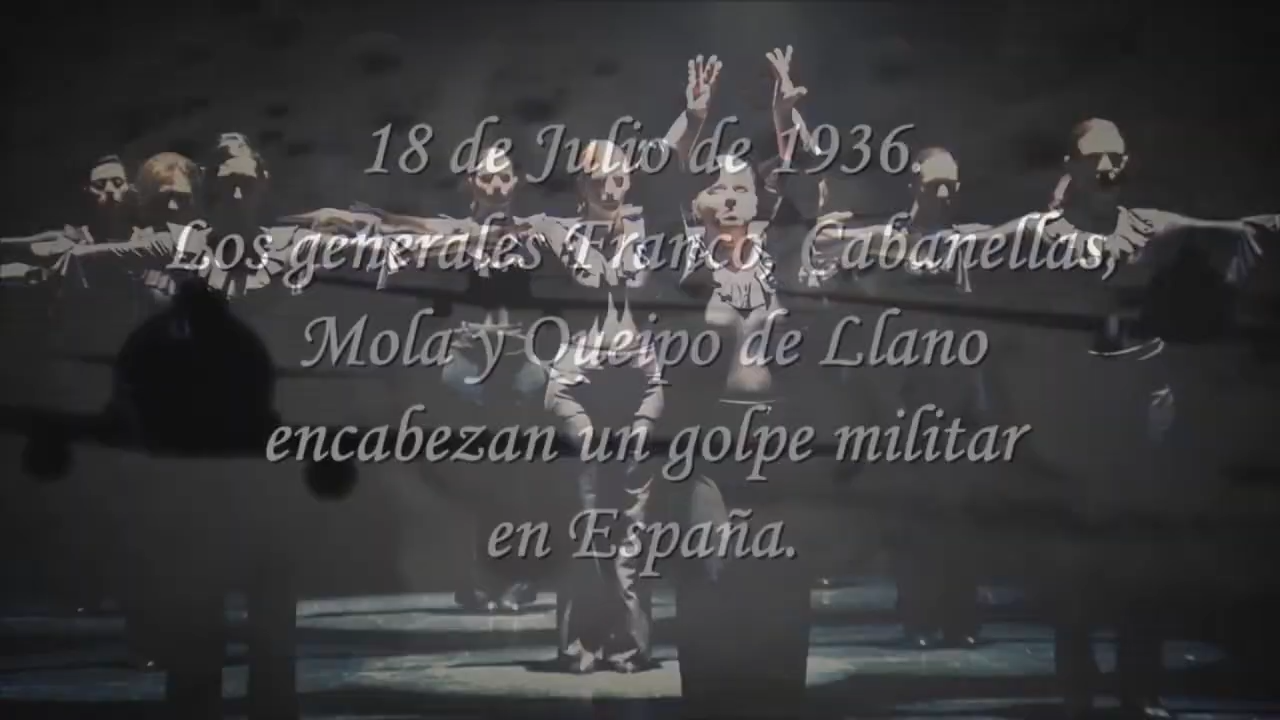 18 de Julio de 1936.
Los generales Franco, Cabanellas,
Mola y Queipo de Llano
encabezan un golpe militar
en España.